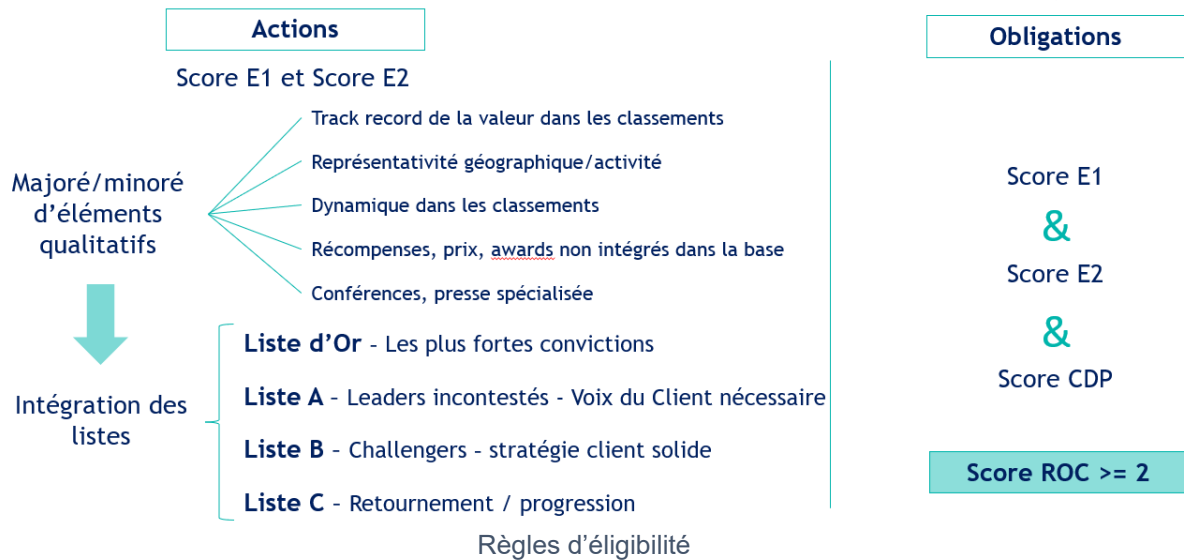 Actions
Score E1 et Score E2
Majoré/minoré
d'éléments
qualitatifs
Track record de la valeur dans les classements
Représentativité géographique/activité
Dynamique dans les classements
Récompenses, prix, awards non intégrés dans la base
Conférences, presse spécialisée
Intégration des
listes
Liste d'Or – Les plus fortes convictions
Liste A – Leaders incontestés - Voix du Client nécessaire
Liste B – Challengers – stratégie client solide
Liste C – Retournement / progression
Obligations
Score E1
&
Score E2
&
Score CDP
Score ROC >= 2
Règles d'éligibilité